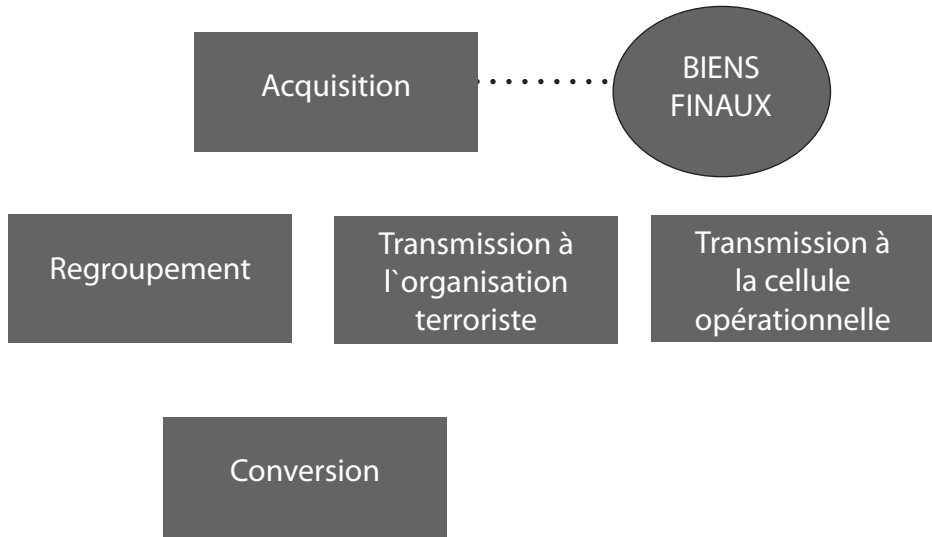 Acquisition
BIENS
FINAUX
Regroupement
Transmission à
l`organisation
terroriste
Transmission à
la cellule
opérationnelle
Conversion